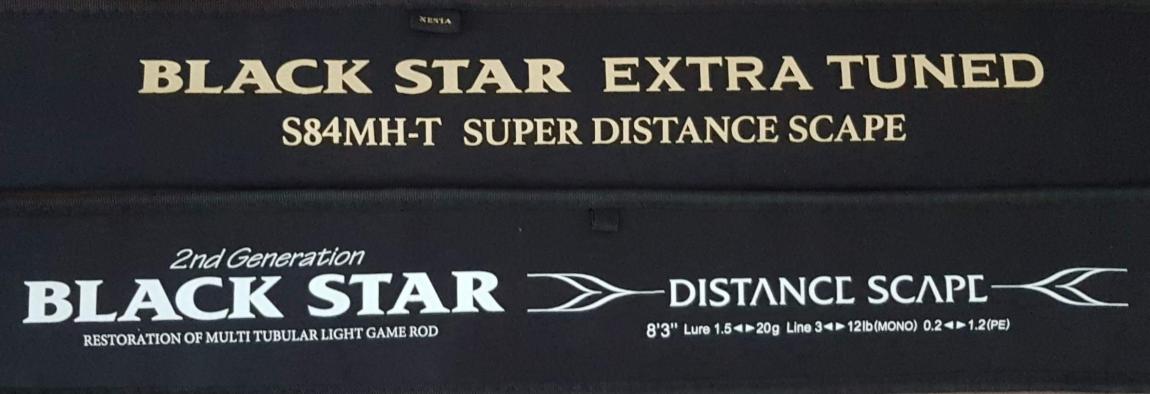 XESTA
BLACK STAR EXTRA TUNED
S84MH-T SUPER DISTANCE SCAPE
2nd Generation
BLACK STAR
RESTORATION OF MULTI TUBULAR LIGHT GAME ROD
DISTANCE SCAPE
8'3" Lure 1.5◄►20g Line 3◄►12lb(MONO) 0.2◄►1.2(PE)